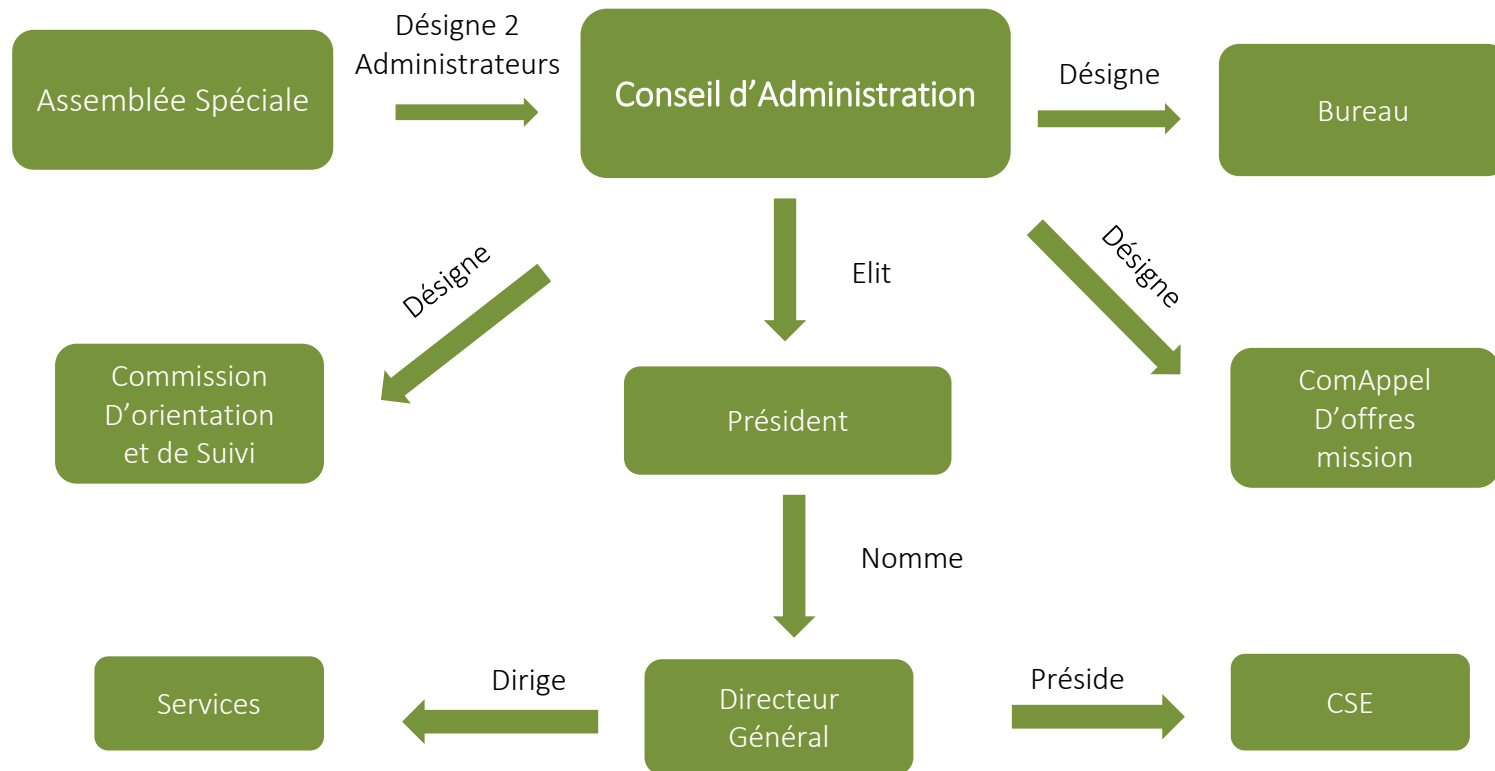 Assemblée Spéciale
Désigne 2
Administrateurs
Conseil d’Administration
Désigne
Bureau
Désigne
Elit
Désigne
Commission
D’orientation
et de Suivi
Président
ComAppel
D’offres
mission
Nomme
Services
Dirige
Directeur
Général
Préside
CSE